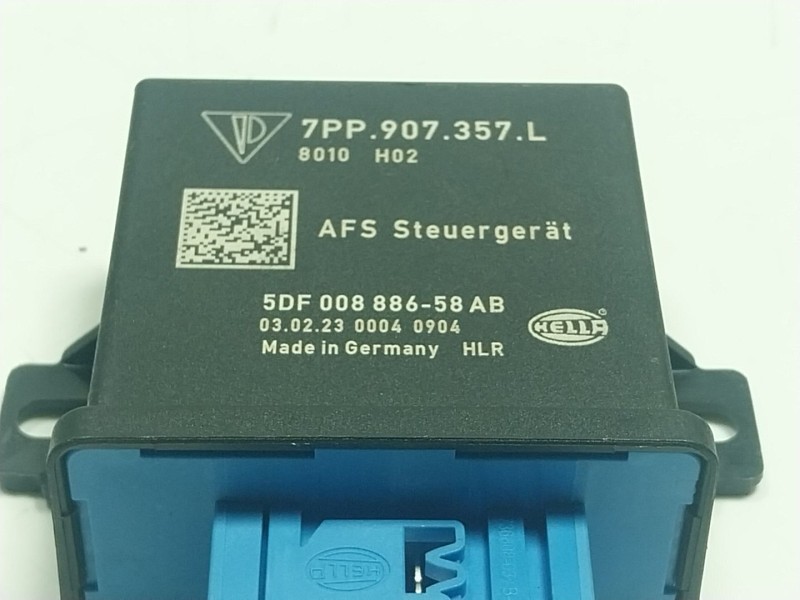 7PP.907.357.L
8010 H02
AFS Steuergerät
5DF 008 886-58 AB
03.02.23 0004 0904
Made in Germany HLR
HELLA
HELLA